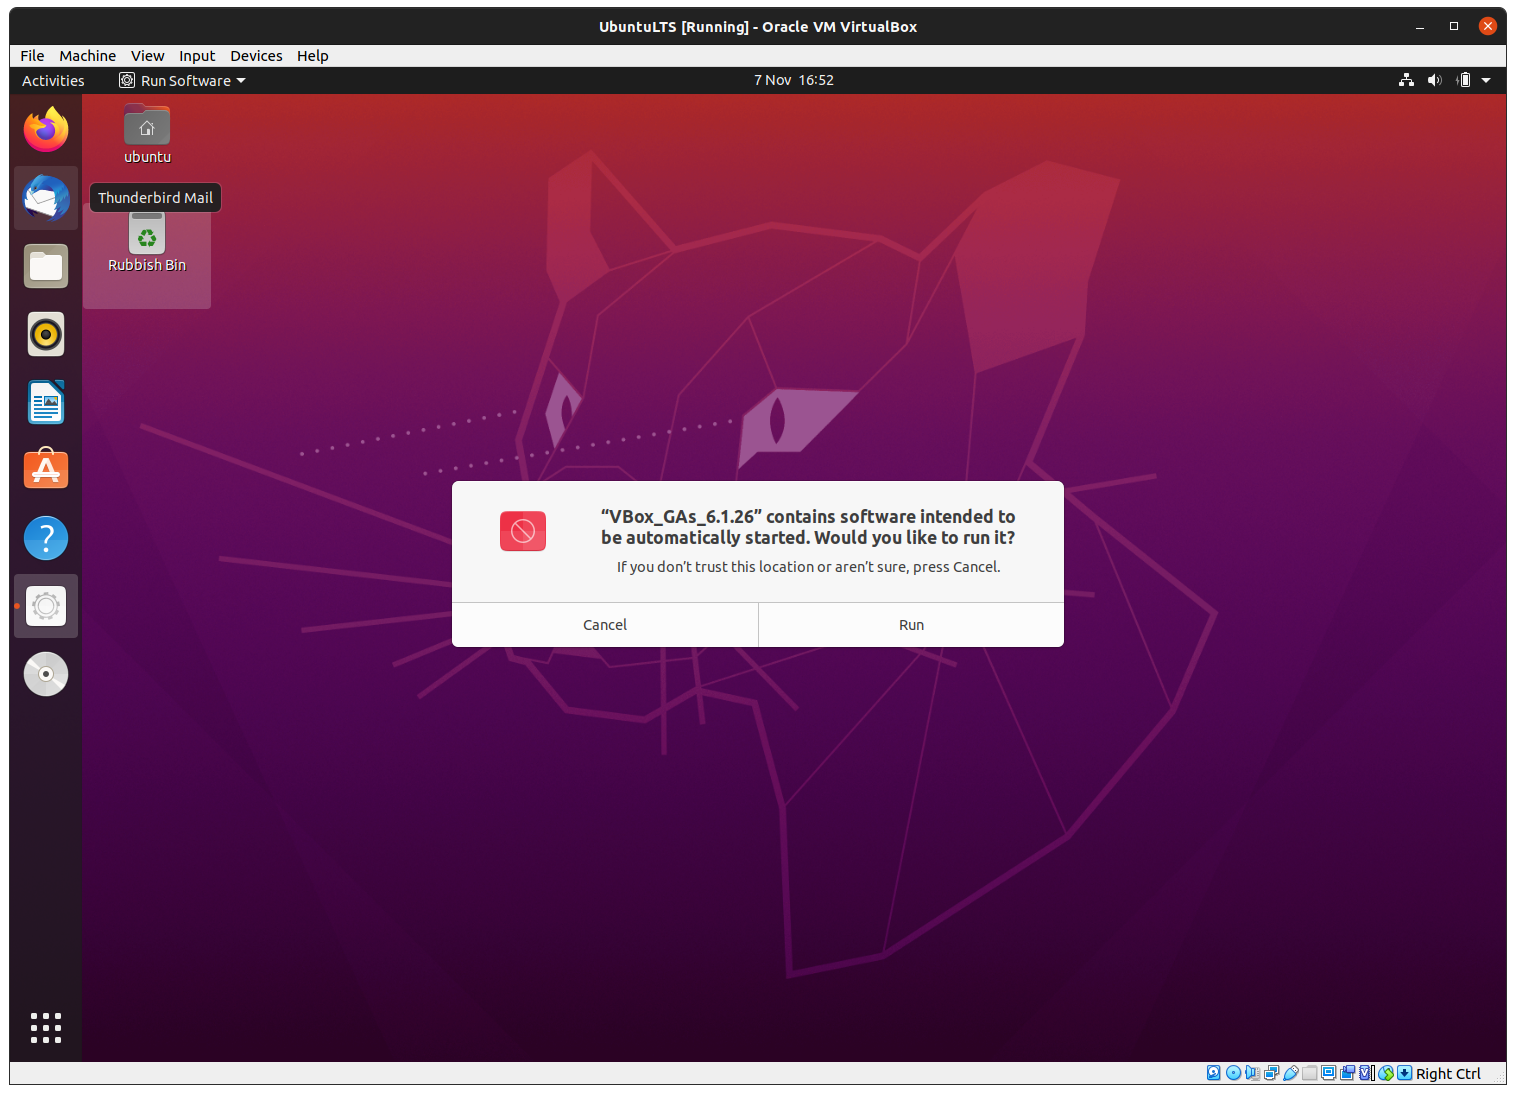 UbuntuLTS [Running] - Oracle VM VirtualBox
File Machine View Input Devices Help
Activities Run Software 7 Nov 16:52
ubuntu
Thunderbird Mail
Rubbish Bin
“VBox_GAs_6.1.26” contains software intended to
be automatically started. Would you like to run it?
If you don’t trust this location or aren’t sure, press Cancel.
Cancel Run
Right Ctrl